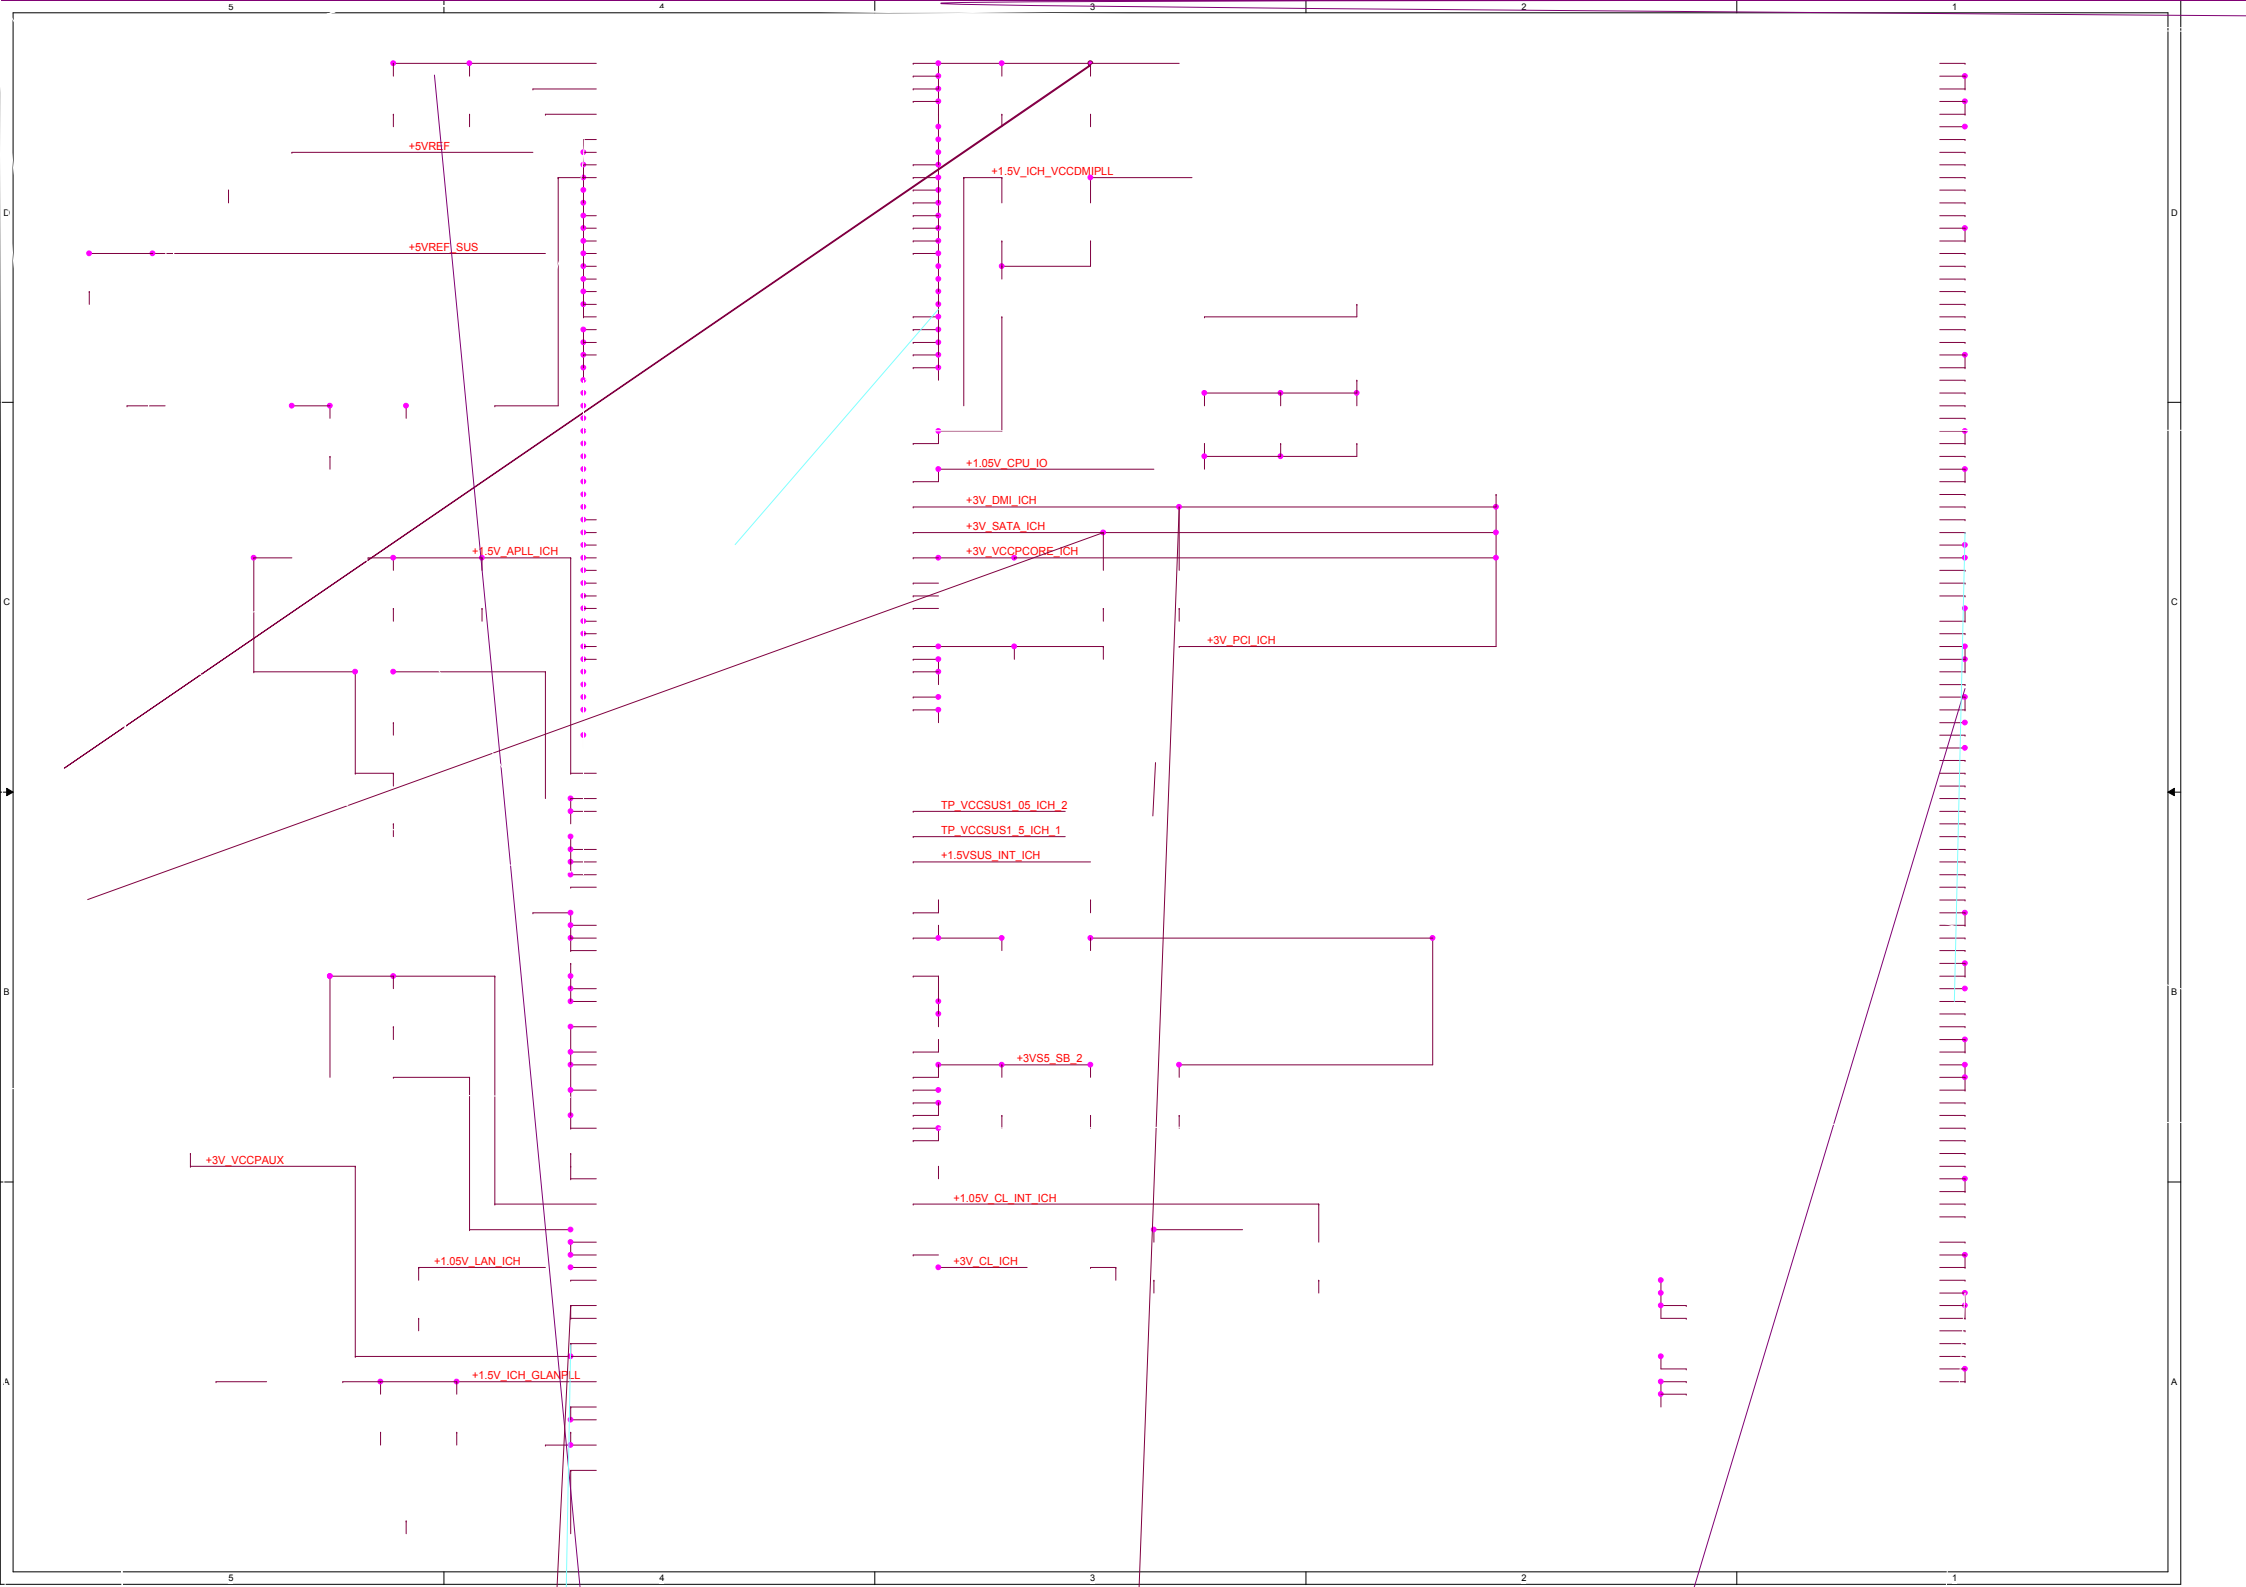 5 4 3 2 1
+5VREF
+1.5V_ICH_VCCDMIPLL
D D
+5VREF_SUS
+1.05V_CPU_IO
+3V_DMI_ICH
+3V_SATA_ICH
+1.5V_APLL_ICH +3V_VCCPCORE_ICH
C C
+3V_PCI_ICH
TP_VCCSUS1_05_ICH_2
TP_VCCSUS1_5_ICH_1
+1.5VSUS_INT_ICH
B B
+3VS5_SB_2
+3V_VCCPAUX
+1.05V_CL_INT_ICH
+1.05V_LAN_ICH +3V_CL_ICH
+1.5V_ICH_GLANPLL
A A
5 4 3 2 1